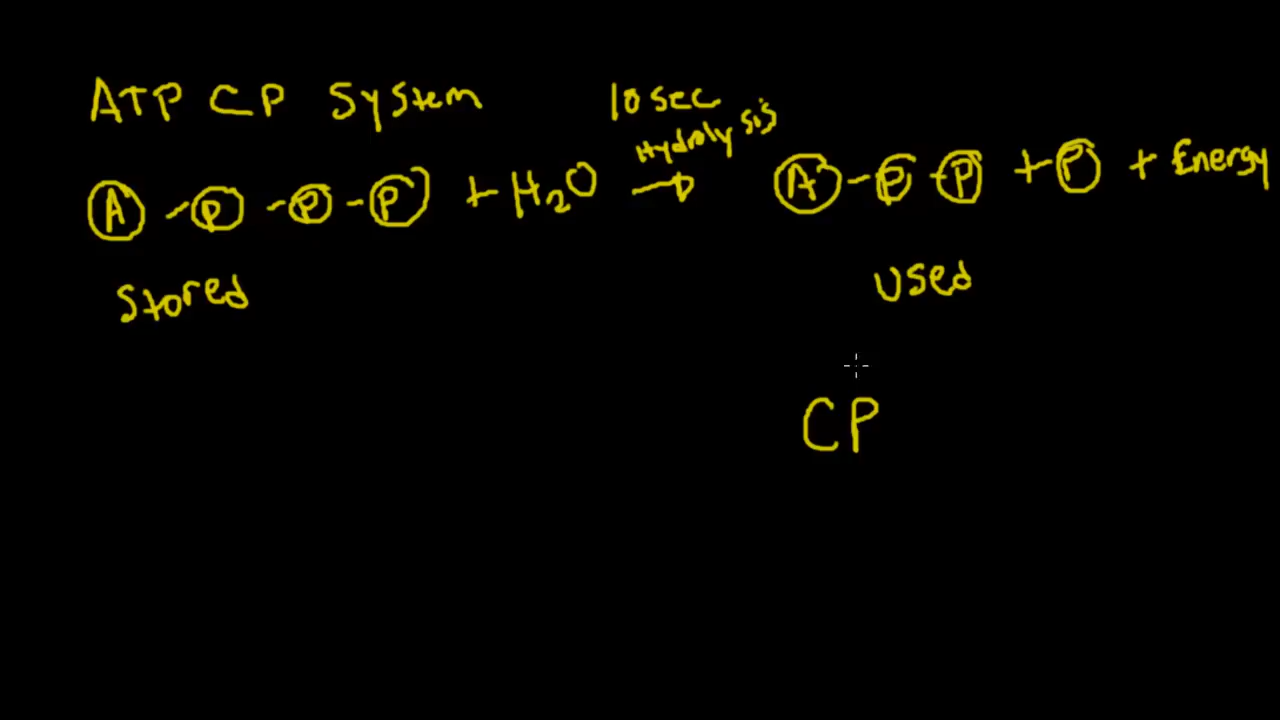 ATP CP System
10 sec
Hydrolysis
A - P - P - P + H2O → A - P - P + P + Energy
Stored
Used
CP